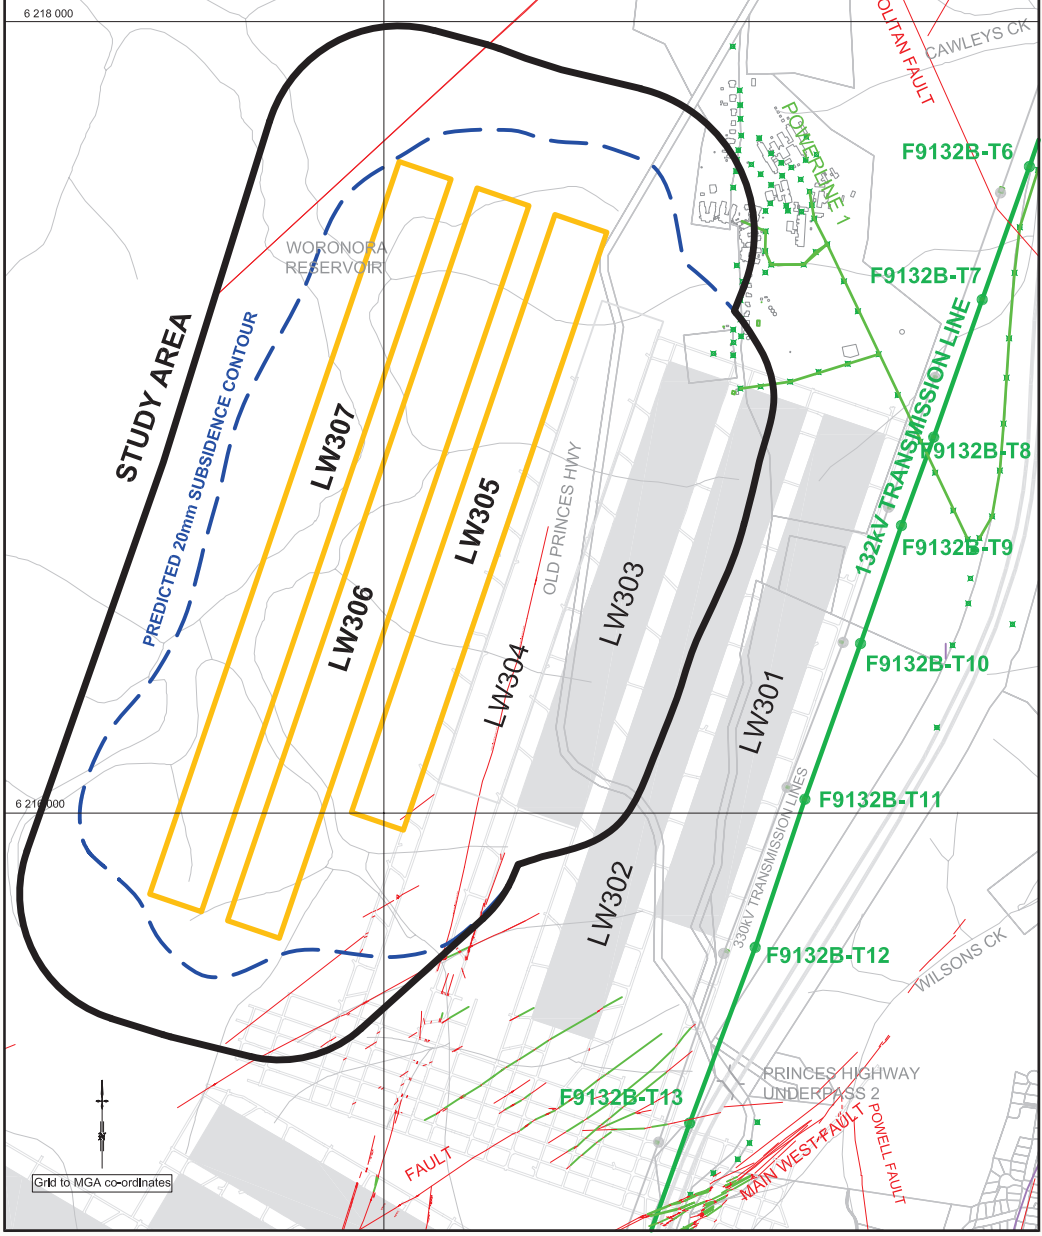 6 218 000
CAWLEYS CK
OLITAN FAULT
POWERLINE 1
F9132B-T6
WORONORA
RESERVOIR
F9132B-T7
STUDY AREA
PREDICTED 20mm SUBSIDENCE CONTOUR
LW307
132kV TRANSMISSION LINE
F9132B-T8
LW305
OLD PRINCES HWY
F9132B-T9
LW303
LW306
LW304
F9132B-T10
LW301
6 216 000
F9132B-T11
330kV TRANSMISSION LINES
LW302
F9132B-T12
WILSONS CK
PRINCES HIGHWAY
UNDERPASS 2
F9132B-T13
MAIN WEST FAULT
POWELL FAULT
FAULT
N
Grid to MGA co-ordinates